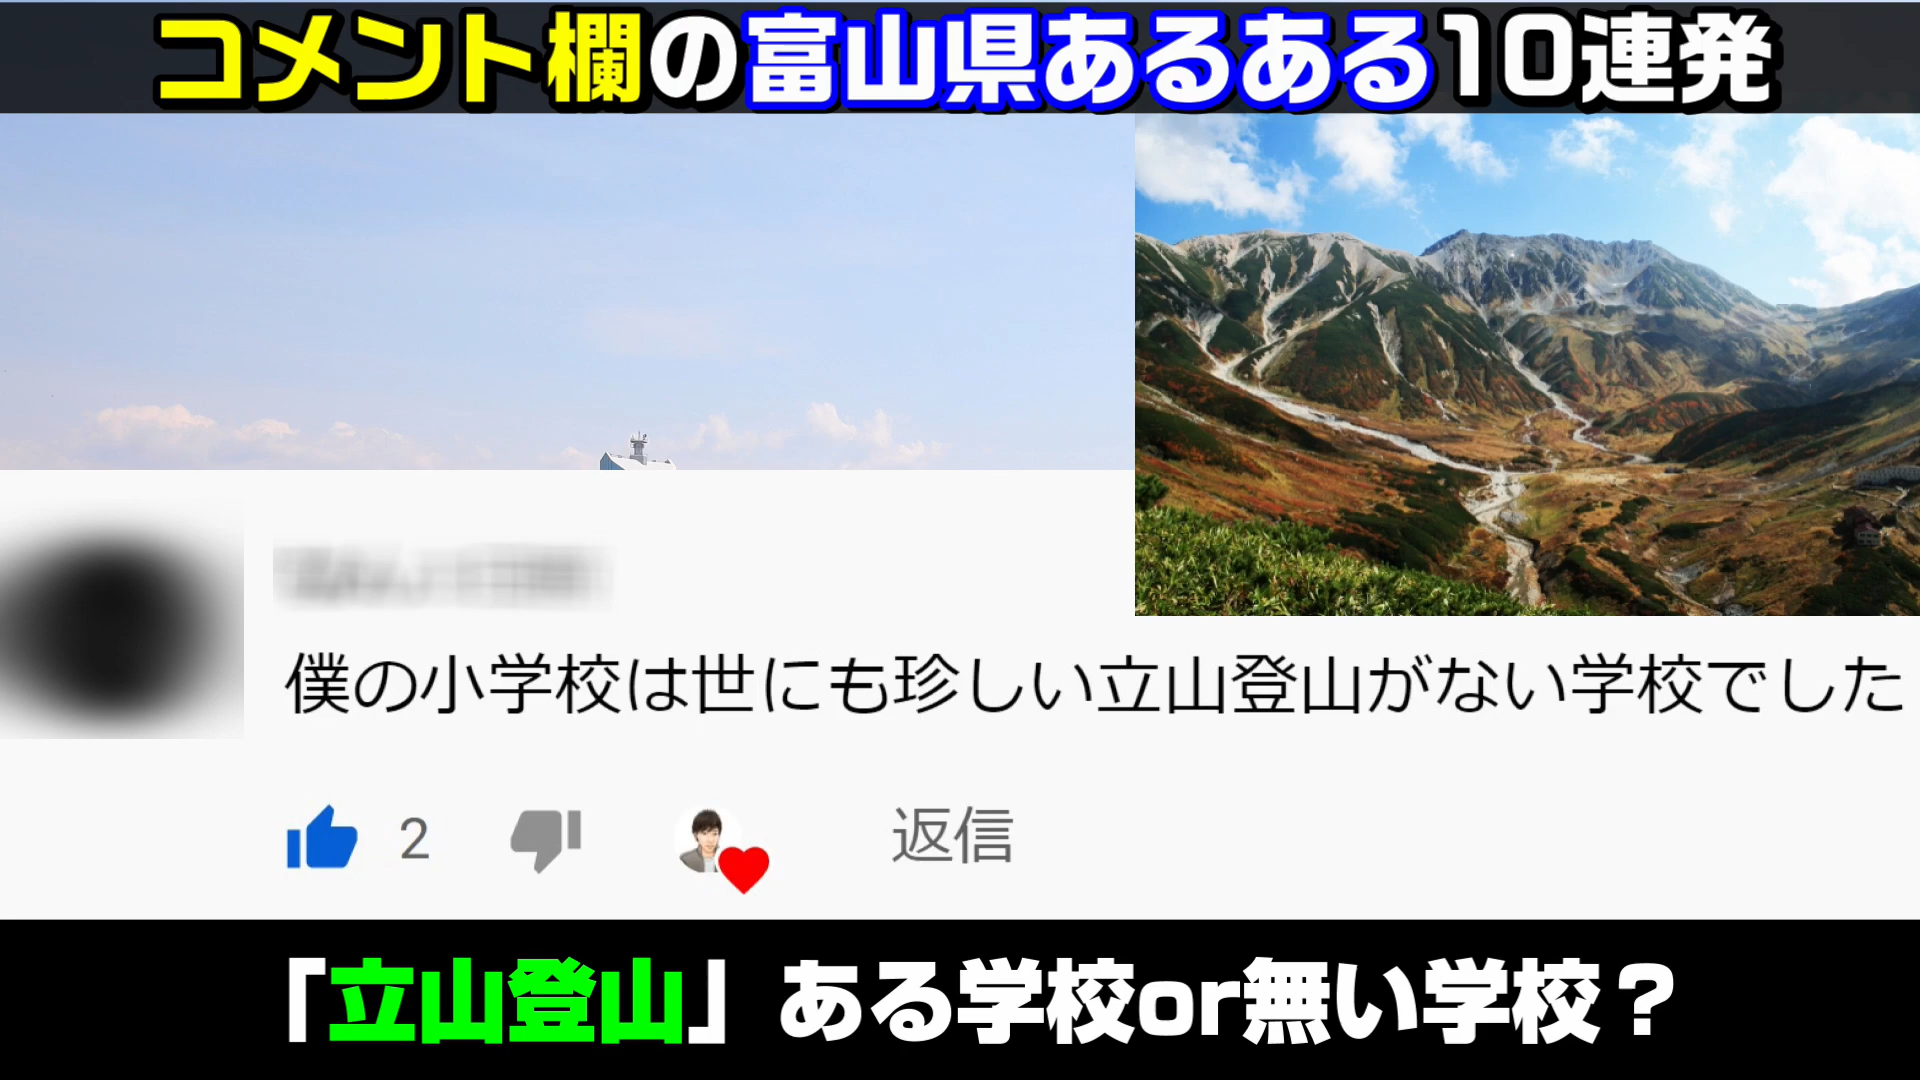 コメント欄の富山県あるある10連発
僕の小学校は世にも珍しい立山登山がない学校でした
2
返信
「立山登山」ある学校or無い学校？